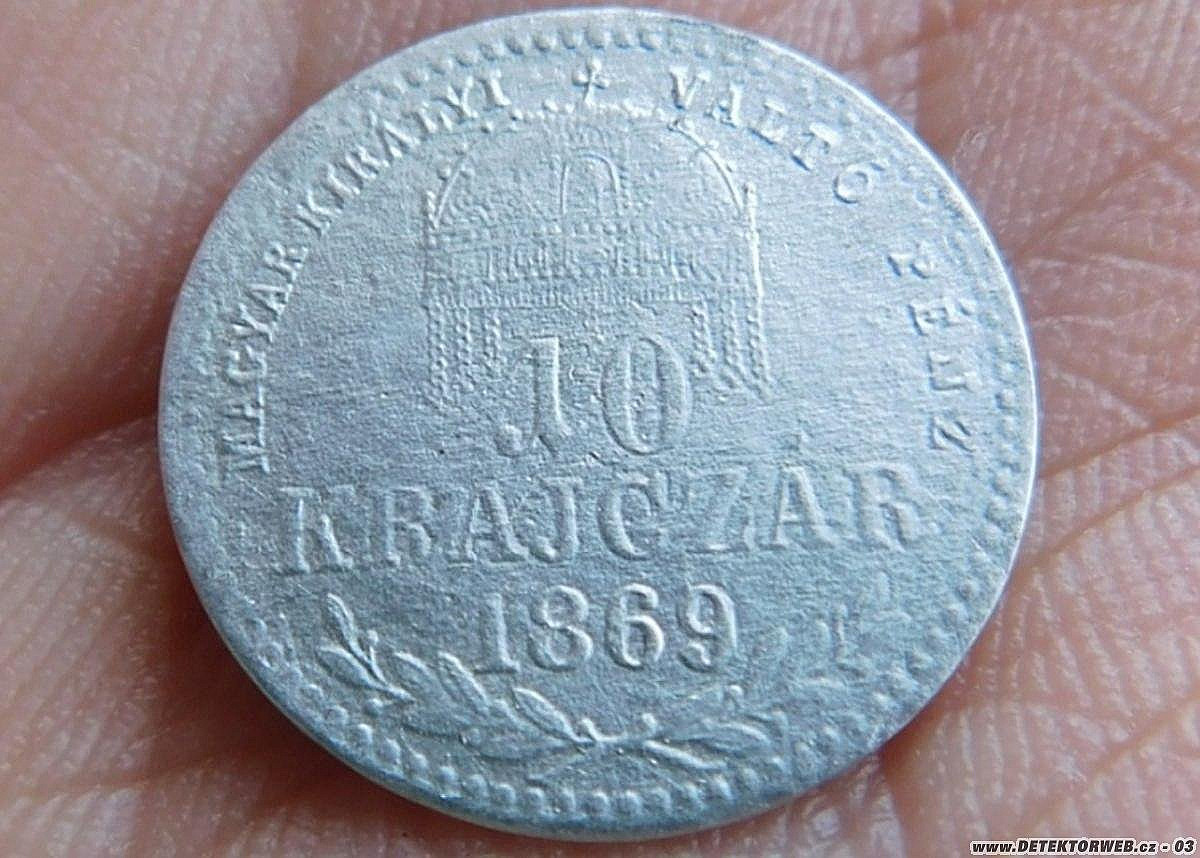 MAGYAR KIRÁLYI ✝ VÁLTÓ PÉNZ
10
KRAJCZÁR
1869
www.DETEKTORWEB.cz - 03